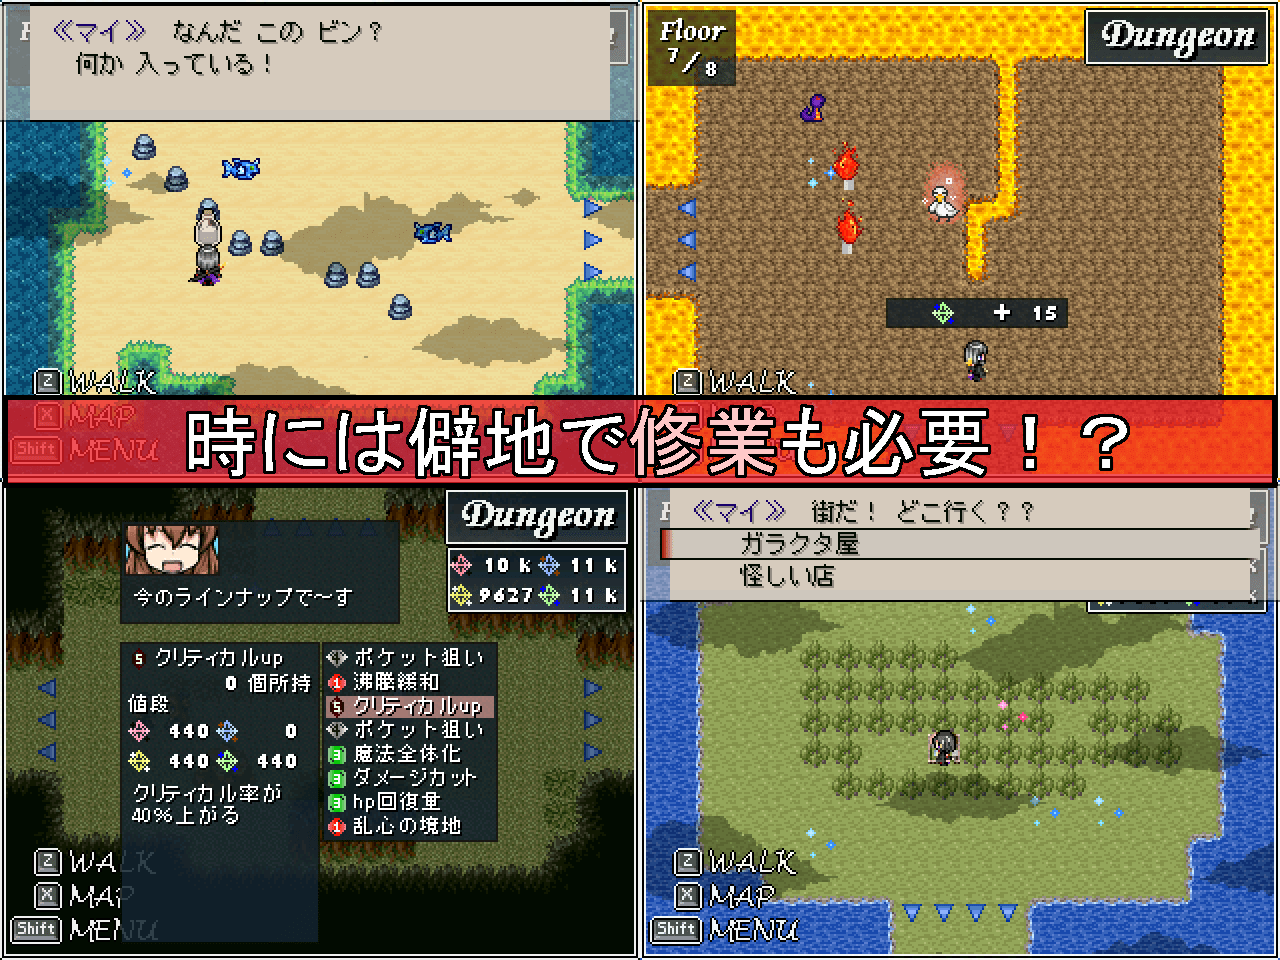 ≪マイ≫ なんだ この ビン？
何か 入っている！
Z WALK
X MAP
Shift MENU
Floor
7/8
Dungeon
+ 15
Z WALK
時には僻地で修業も必要！？
Dungeon
10 k 11 k
9627 11 k
今のラインナップで〜す
5 クリティカルup
0 個所持
値段
440 0
440 440
クリティカル率が
40%上がる
ポケット狙い
1 沸騰緩和
5 クリティカルup
ポケット狙い
3 魔法全体化
3 ダメージカット
3 hp回復量
1 乱心の境地
Z WALK
X MAP
Shift MENU
≪マイ≫ 街だ！ どこ行く？？
ガラクタ屋
怪しい店
Z WALK
X MAP
Shift MENU